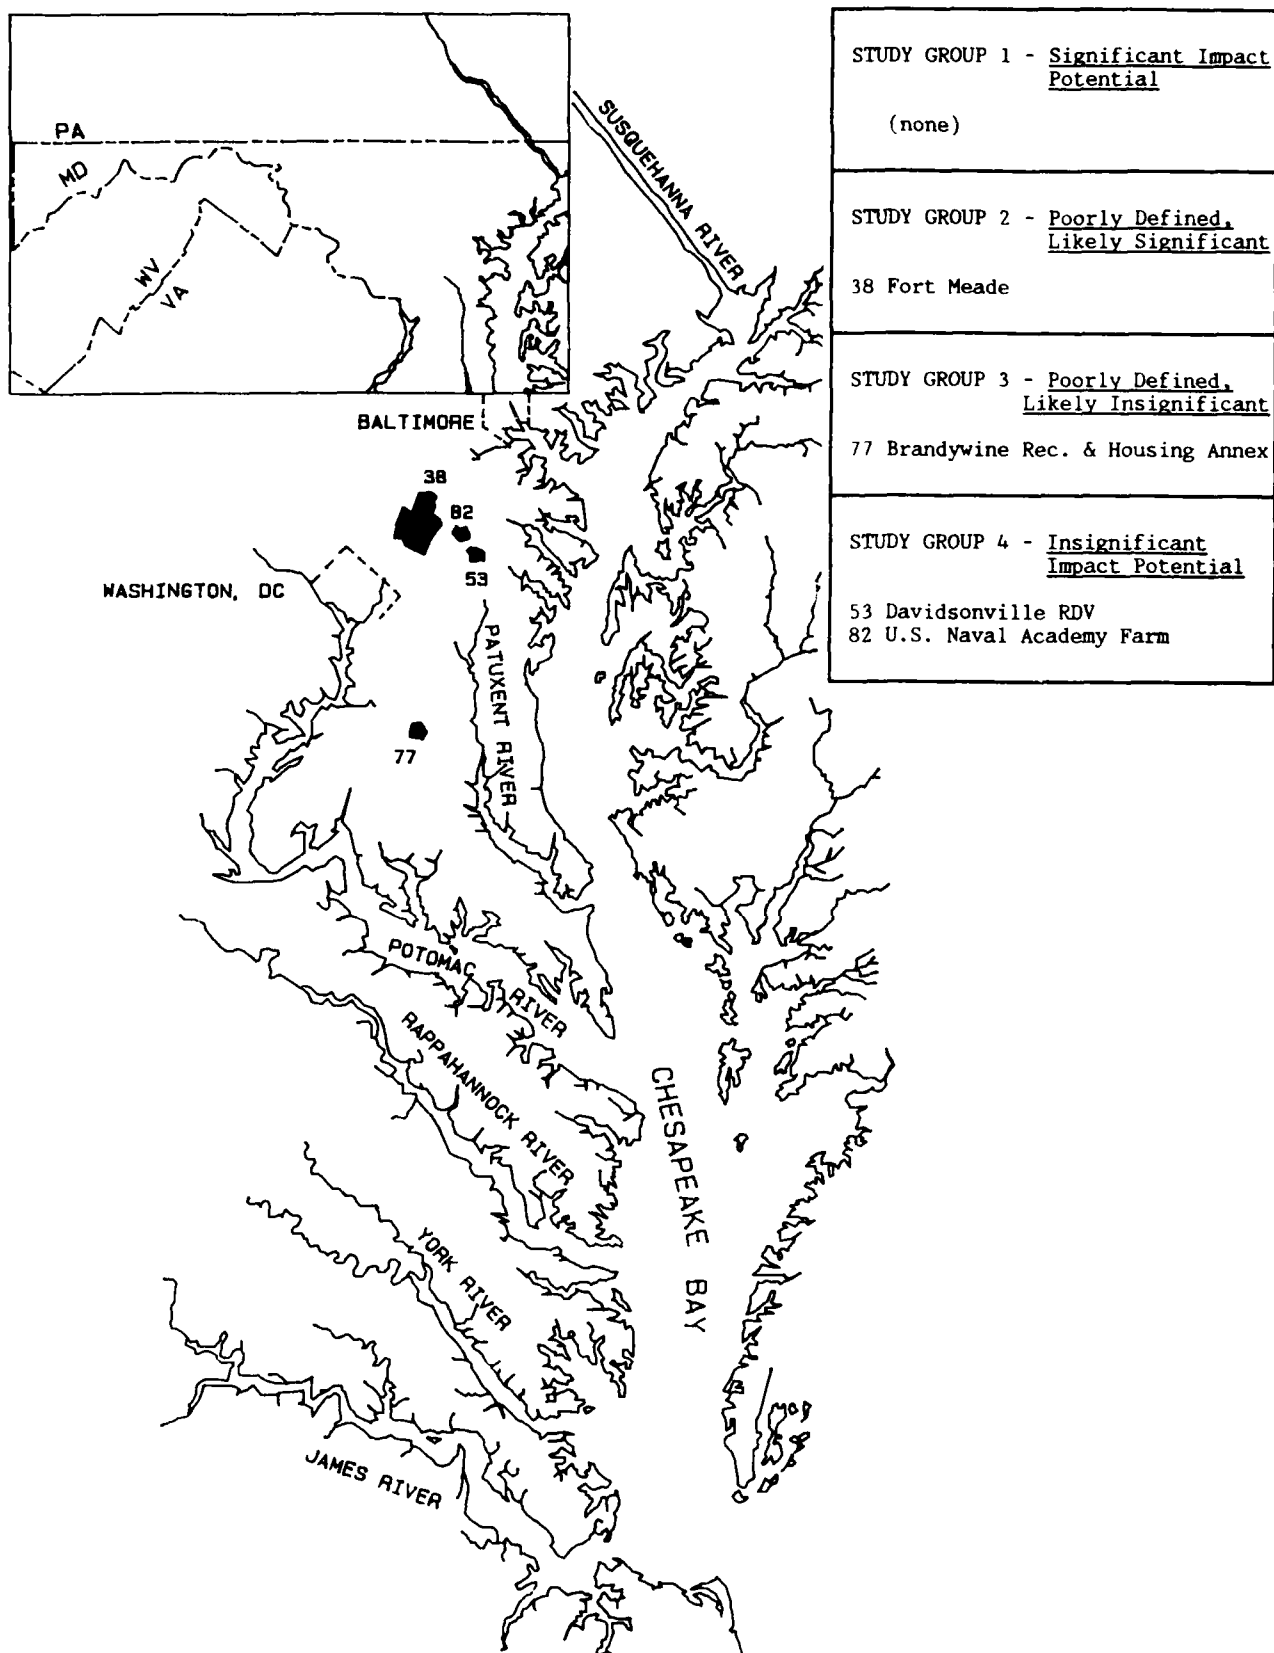 PA
MD
WV
VA
SUSQUEHANNA RIVER
STUDY GROUP 1 - Significant Impact
Potential
(none)
STUDY GROUP 2 - Poorly Defined,
Likely Significant
38 Fort Meade
STUDY GROUP 3 - Poorly Defined,
Likely Insignificant
77 Brandywine Rec. & Housing Annex
STUDY GROUP 4 - Insignificant
Impact Potential
53 Davidsonville RDV
82 U.S. Naval Academy Farm
BALTIMORE
38
82
53
WASHINGTON, DC
PATUXENT RIVER
77
POTOMAC RIVER
RAPPAHANNOCK RIVER
CHESAPEAKE BAY
YORK RIVER
JAMES RIVER